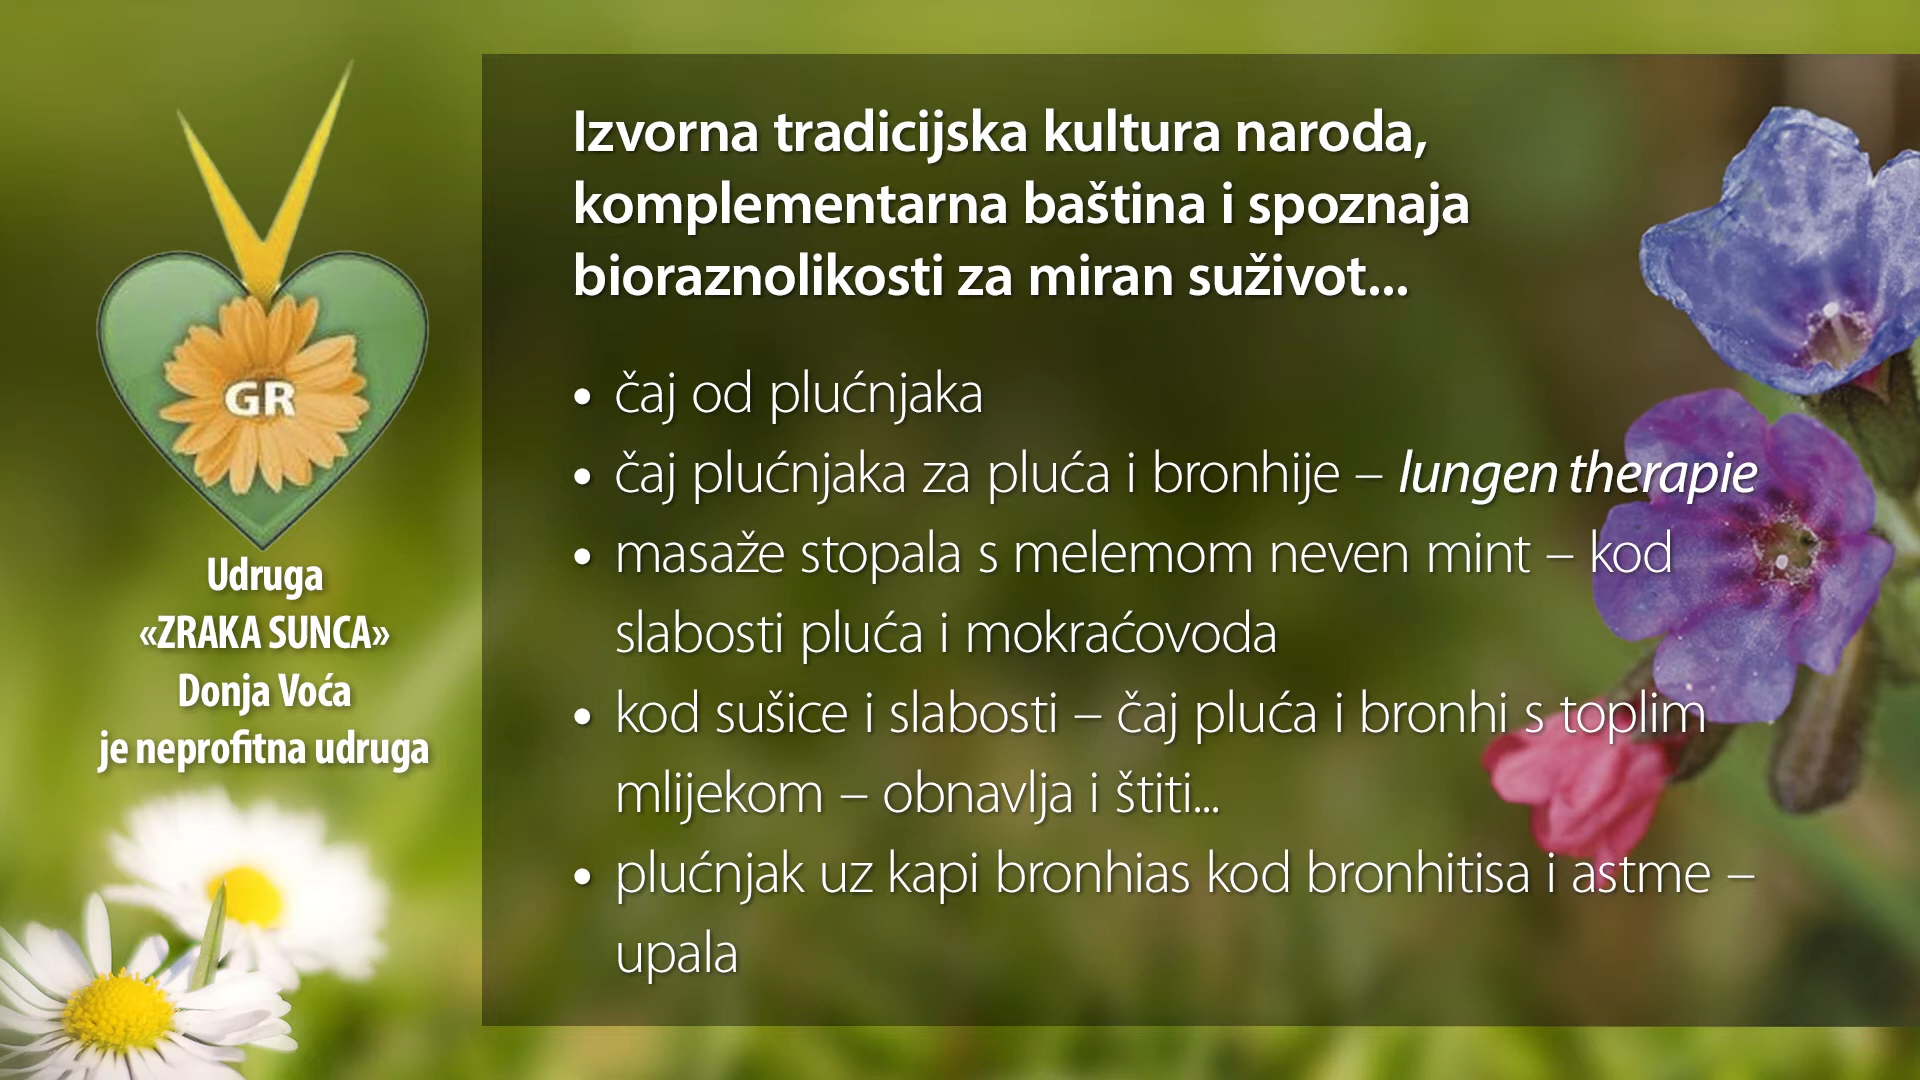 GR
Udruga
«ZRAKA SUNCA»
Donja Voća
je neprofitna udruga
Izvorna tradicijska kultura naroda,
komplementarna baština i spoznaja
bioraznolikosti za miran suživot...
• čaj od plućnjaka
• čaj plućnjaka za pluća i bronhije – lungen therapie
• masaže stopala s melemom neven mint – kod
slabosti pluća i mokraćovoda
• kod sušice i slabosti – čaj pluća i bronhi s toplim
mlijekom – obnavlja i štiti...
• plućnjak uz kapi bronhias kod bronhitisa i astme –
upala